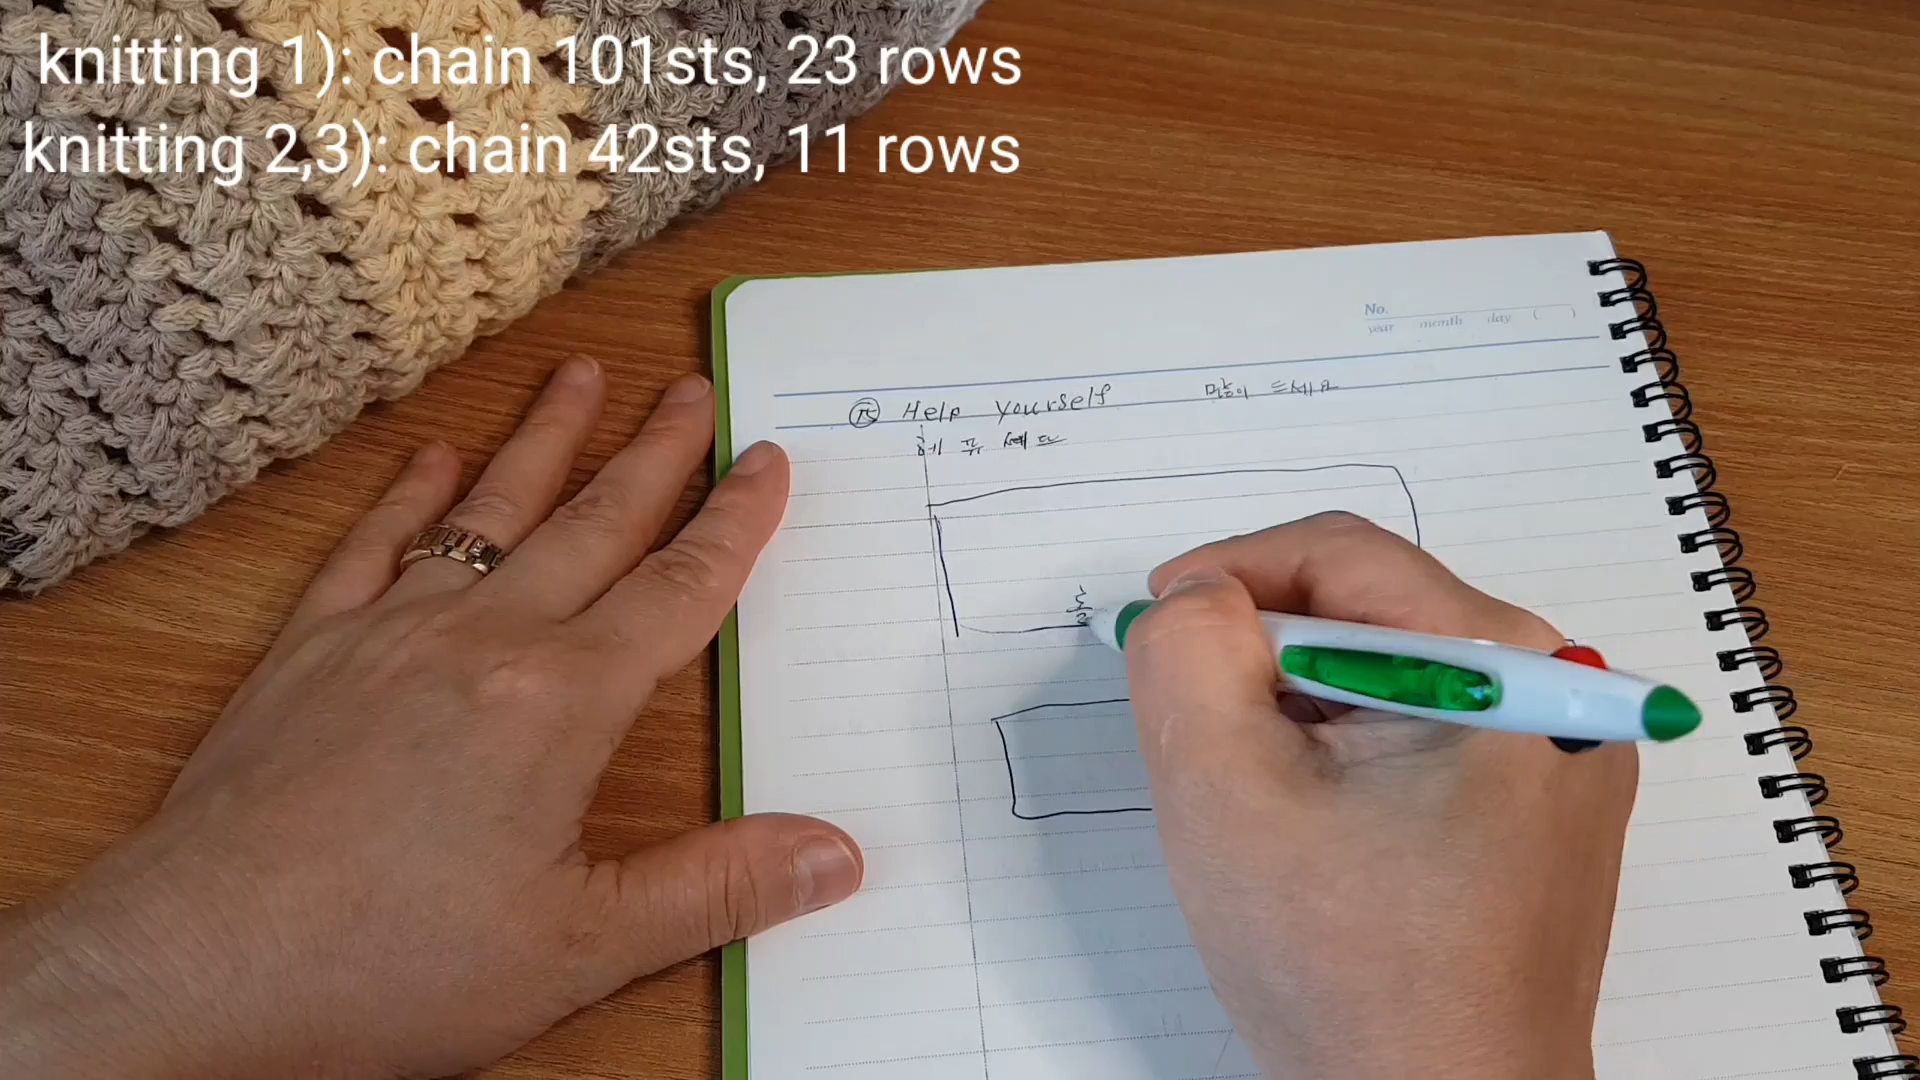 knitting 1): chain 101sts, 23 rows
knitting 2,3): chain 42sts, 11 rows
No.
year month day ( )
Help yourself 많이 드세요
헤 퓨 셀프